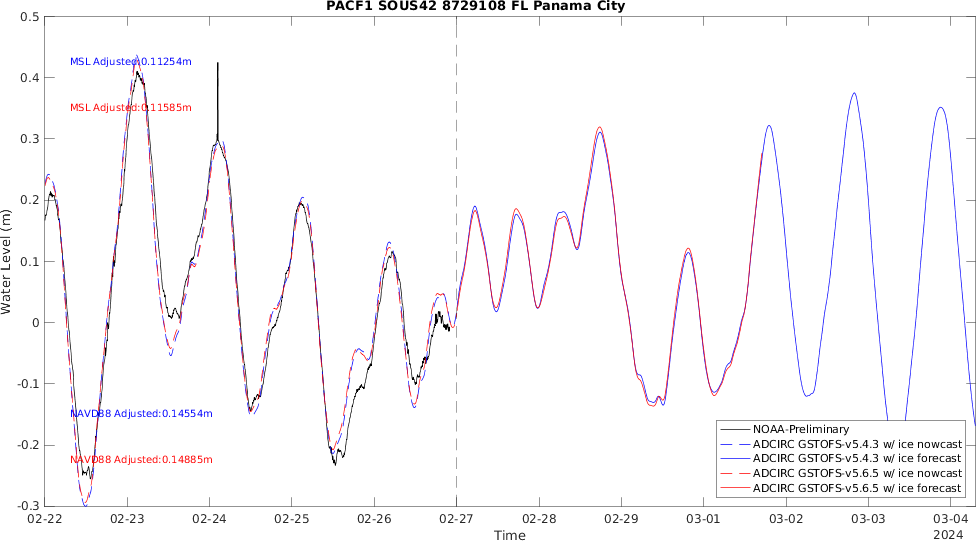 PACF1 SOUS42 8729108 FL Panama City
0.5
0.4
0.3
0.2
0.1
0
-0.1
-0.2
-0.3
Water Level (m)
MSL Adjusted:0.11254m
MSL Adjusted:0.11585m
NAVD88 Adjusted:0.14554m
NAVD88 Adjusted:0.14885m
NOAA-Preliminary
ADCIRC GSTOFS-v5.4.3 w/ ice nowcast
ADCIRC GSTOFS-v5.4.3 w/ ice forecast
ADCIRC GSTOFS-v5.6.5 w/ ice nowcast
ADCIRC GSTOFS-v5.6.5 w/ ice forecast
02-22 02-23 02-24 02-25 02-26 02-27 02-28 02-29 03-01 03-02 03-03 03-04
Time
2024